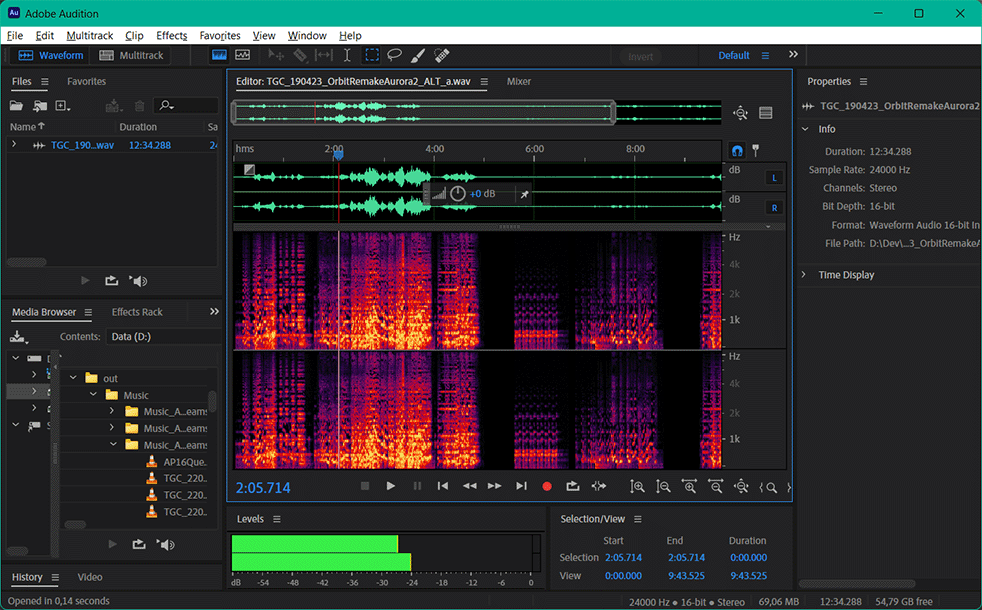 Au Adobe Audition
File Edit Multitrack Clip Effects Favorites View Window Help
Waveform Multitrack Invert Default
Files Favorites
Name Duration Sa
TGC_190...wav 12:34.288 24
Editor: TGC_190423_OrbitRemakeAurora2_ALT_a.wav Mixer
hms 2:00 4:00 6:00 8:00
dB
L
+0 dB
dB
R
Hz
4k
2k
1k
Hz
4k
2k
1k
2:05.714
Media Browser Effects Rack
Contents: Data (D:)
out
Music
Music_A...eams
Music_A...eams
Music_A...eams
AP16Que..
TGC_220..
TGC_220..
TGC_220..
History Video
Levels
dB -54 -48 -42 -36 -30 -24 -18 -12 -6 0
Selection/View
Start End Duration
Selection 2:05.714 2:05.714 0:00.000
View 0:00.000 9:43.525 9:43.525
Properties
TGC_190423_OrbitRemakeAurora2
Info
Duration: 12:34.288
Sample Rate: 24000 Hz
Channels: Stereo
Bit Depth: 16-bit
Format: Waveform Audio 16-bit In
File Path: D:\Dev\...3_OrbitRemakeA
Time Display
Opened in 0,14 seconds
24000 Hz • 16-bit • Stereo 69,06 MB 12:34.288 54,79 GB free